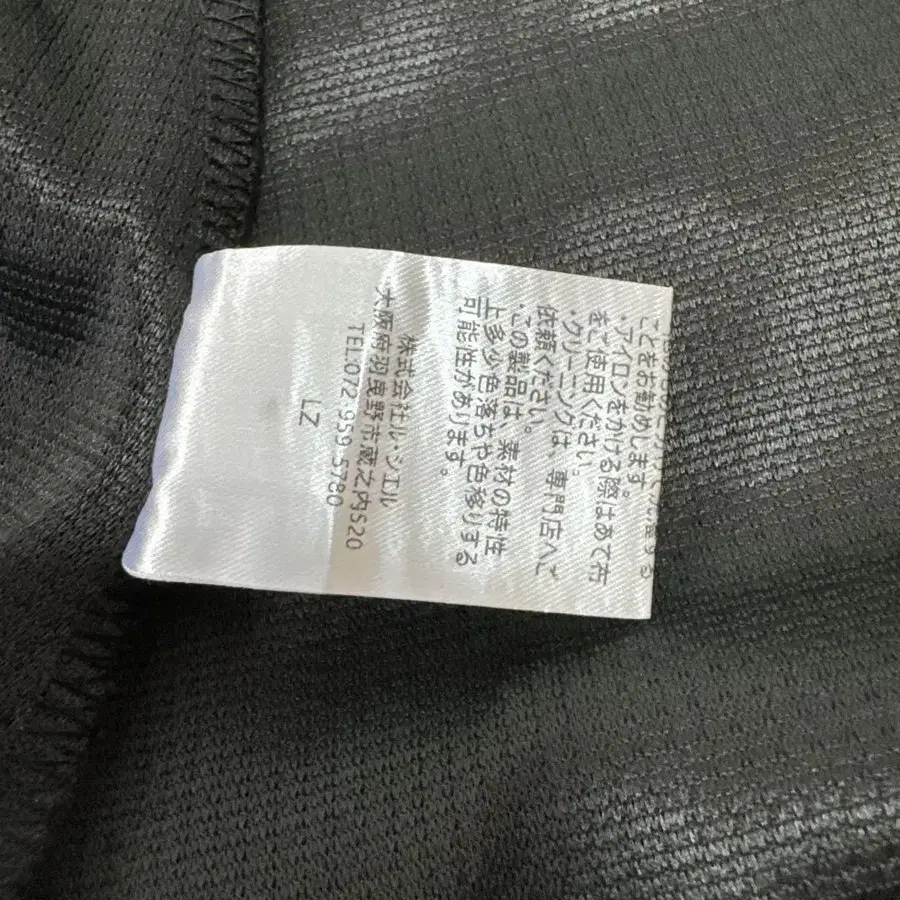 ことをお勧めします。
・アイロンをかける際はあて布
をご使用ください。
・クリーニングは、専門店へご
依頼ください。
・この製品は、素材の特性
上多少色落ちや色移りする
可能性があります。
株式会社ル・シエル
大阪府羽曳野市蔵之内520
TEL:072 959 5780
LZ